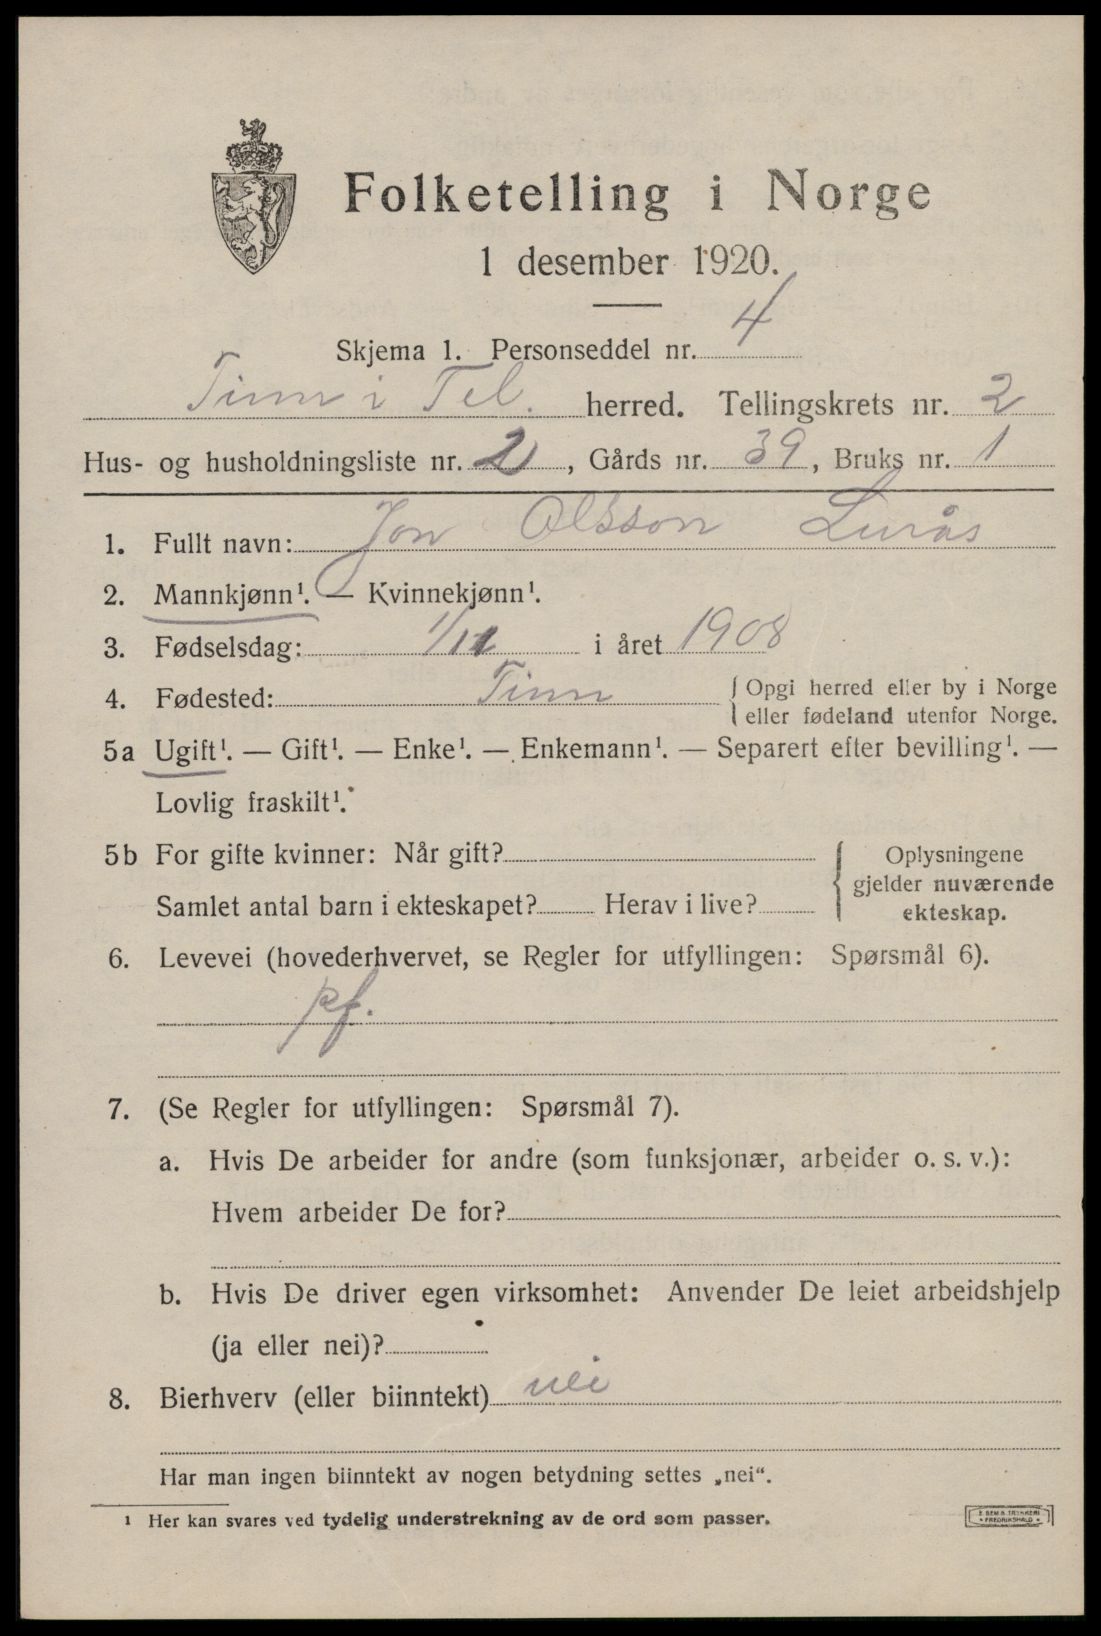 Folketelling i Norge
1 desember 1920.
Skjema 1. Personseddel nr. 4
Tinn i Tel. herred. Tellingskrets nr. 2
Hus- og husholdningsliste nr. 2, Gårds nr. 39, Bruks nr. 1
1. Fullt navn: Jon Olsson Lurås
2. Mannkjønn¹. — Kvinnekjønn¹.
3. Fødselsdag: 1/11 i året 1908
4. Fødested: Tinn { Opgi herred eller by i Norge
eller fødeland utenfor Norge.
5a Ugift¹. — Gift¹. — Enke¹. — Enkemann¹. — Separert efter bevilling¹. —
Lovlig fraskilt¹.
5b For gifte kvinner: Når gift?
Samlet antal barn i ekteskapet? Herav i live?
{ Oplysningene
gjelder nuværende
ekteskap.
6. Levevei (hovederhvervet, se Regler for utfyllingen: Spørsmål 6).
pf.
7. (Se Regler for utfyllingen: Spørsmål 7).
a. Hvis De arbeider for andre (som funksjonær, arbeider o. s. v.):
Hvem arbeider De for?
b. Hvis De driver egen virksomhet: Anvender De leiet arbeidshjelp
(ja eller nei)?
8. Bierhverv (eller biinntekt) nei
Har man ingen biinntekt av nogen betydning settes „nei“.
¹ Her kan svares ved tydelig understrekning av de ord som passer.
FREDRIKSHALD